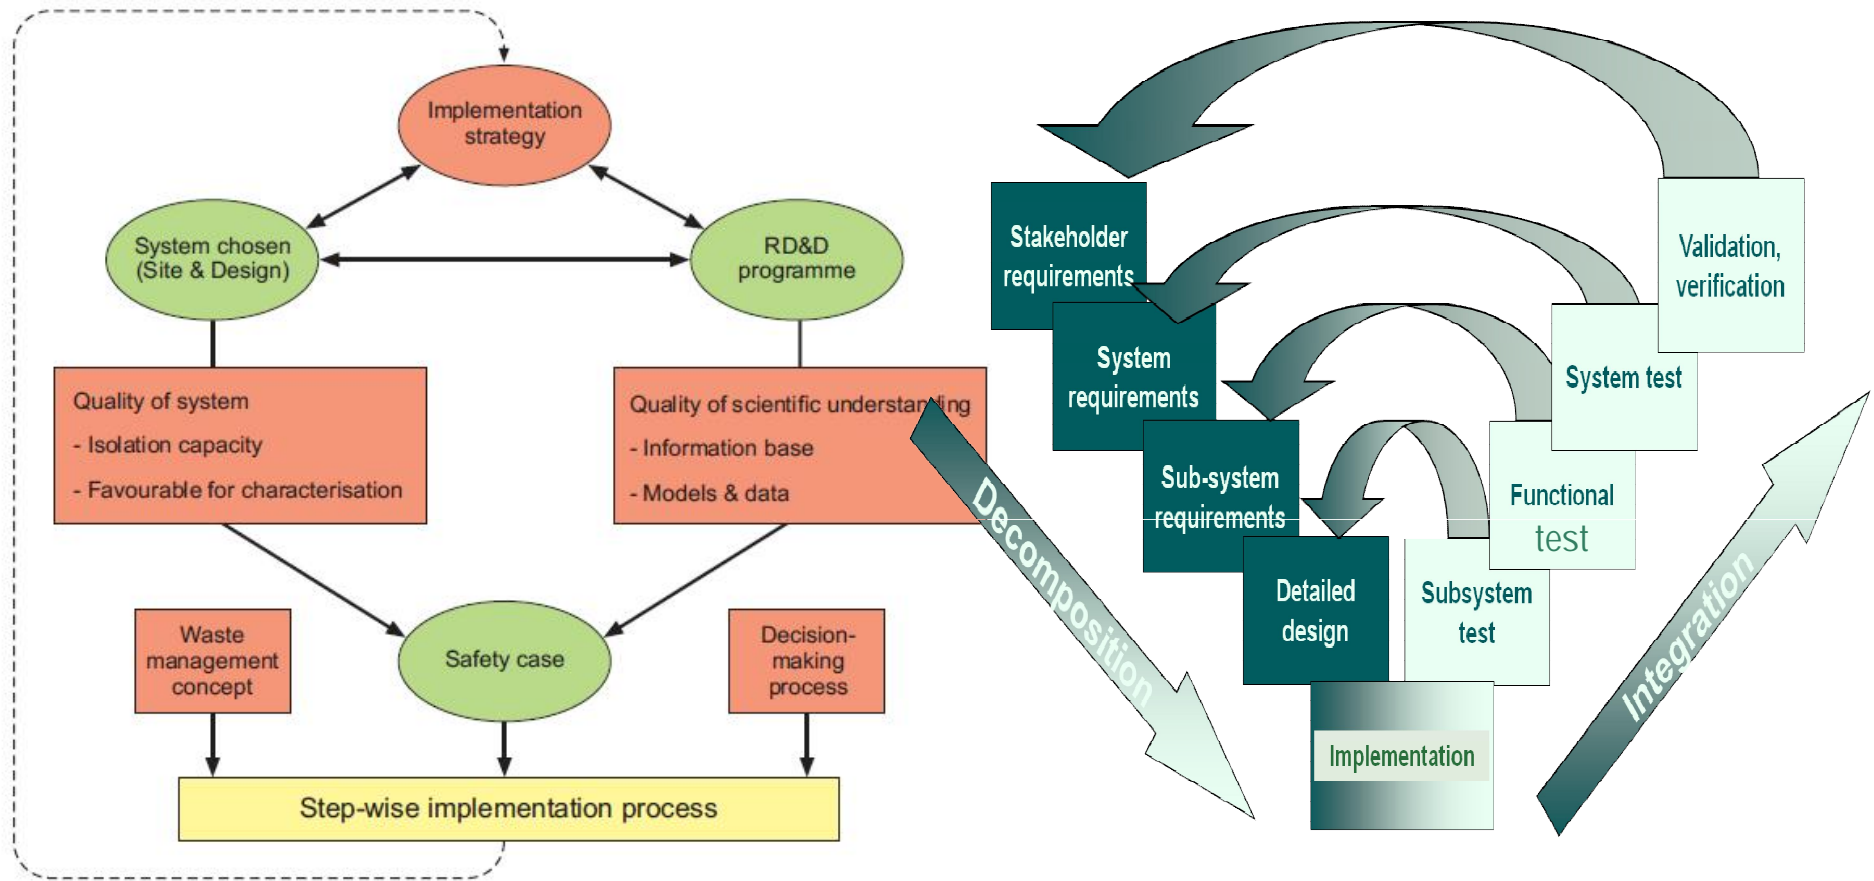 Implementation
strategy
System chosen
(Site & Design)
RD&D
programme
Quality of system
- Isolation capacity
- Favourable for characterisation
Quality of scientific understanding
- Information base
- Models & data
Waste
management
concept
Safety case
Decision-
making
process
Step-wise implementation process
Stakeholder
requirements
System
requirements
Sub-system
requirements
Detailed
design
Implementation
Subsystem
test
Functional
test
System test
Validation,
verification
Decomposition
Integration